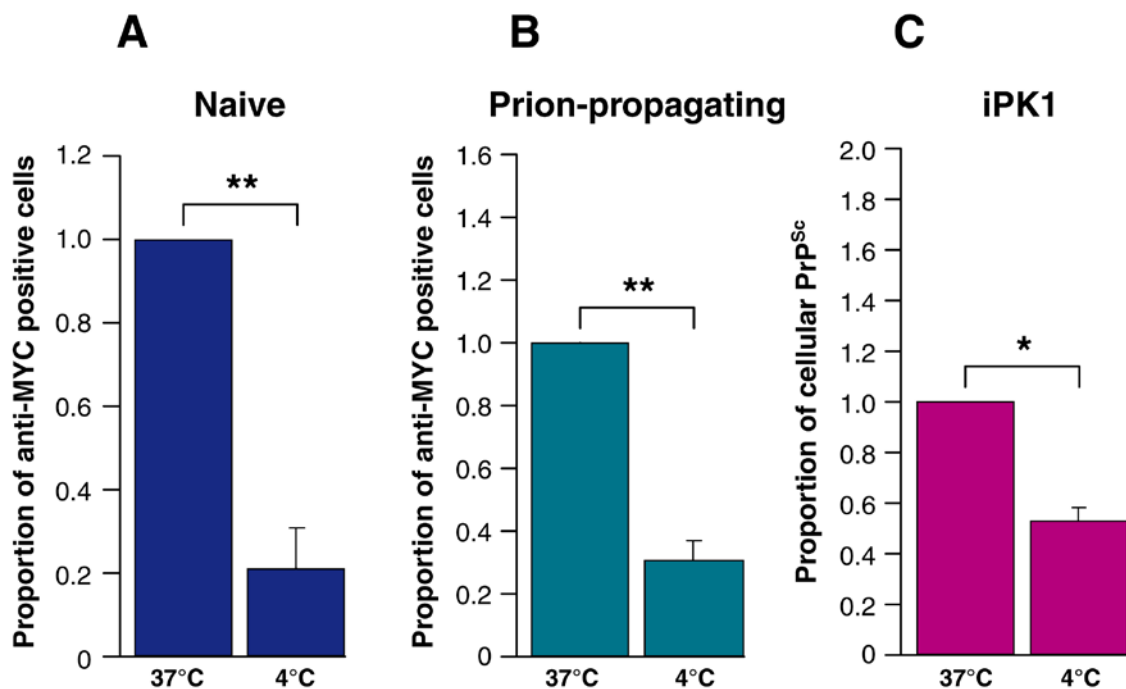 A
Naive
Proportion of anti-MYC positive cells
1.2
1.0
0.8
0.6
0.4
0.2
0
**
37°C
4°C
B
Prion-propagating
Proportion of anti-MYC positive cells
1.6
1.4
1.2
1.0
0.8
0.6
0.4
0.2
0
**
37°C
4°C
C
iPK1
Proportion of cellular PrPSc
2.0
1.8
1.6
1.4
1.2
1.0
0.8
0.6
0.4
0.2
0
*
37°C
4°C